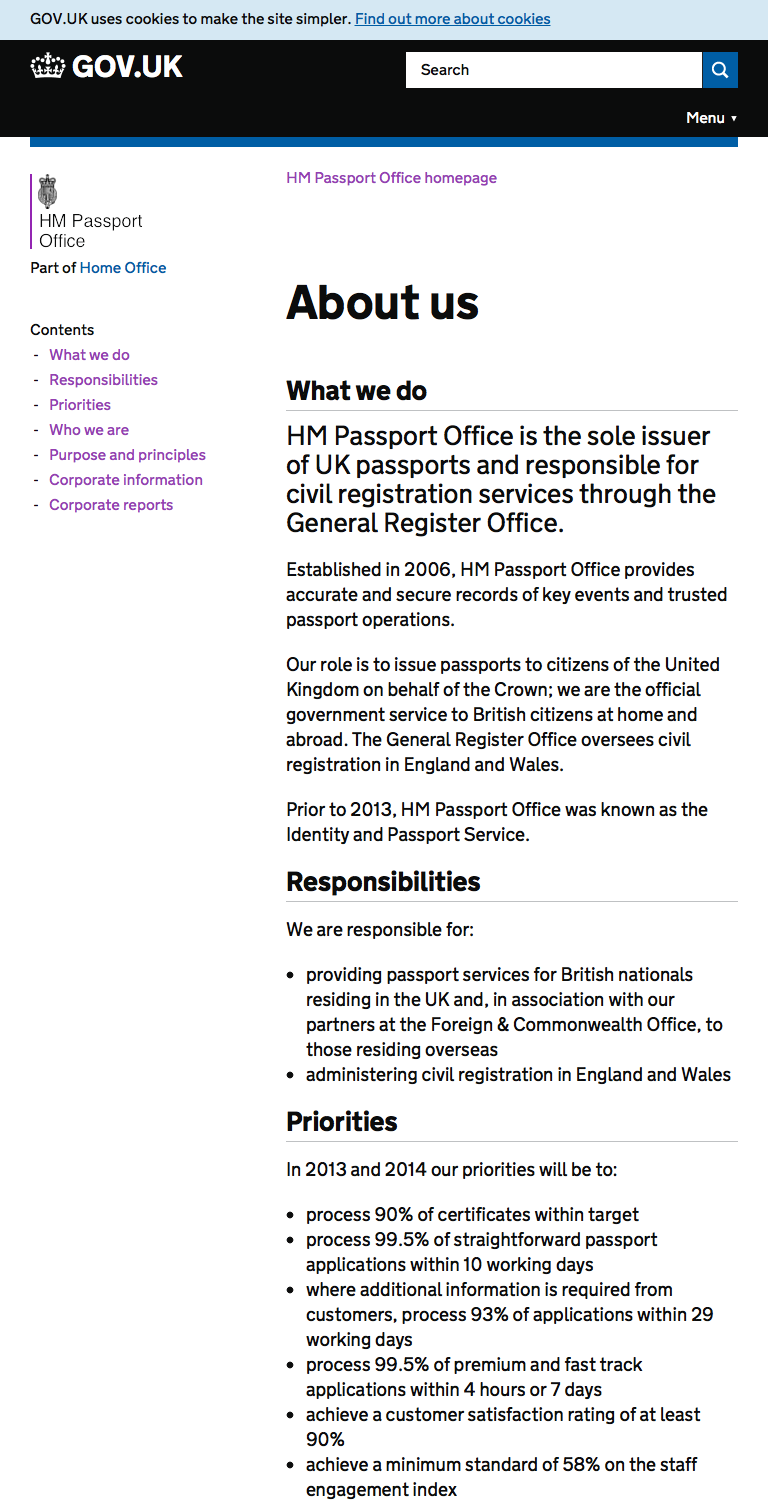 GOV.UK uses cookies to make the site simpler. Find out more about cookies
GOV.UK
Search
Menu ▼
HM Passport
Office
Part of Home Office
Contents
- What we do
- Responsibilities
- Priorities
- Who we are
- Purpose and principles
- Corporate information
- Corporate reports
HM Passport Office homepage
About us
What we do
HM Passport Office is the sole issuer
of UK passports and responsible for
civil registration services through the
General Register Office.
Established in 2006, HM Passport Office provides
accurate and secure records of key events and trusted
passport operations.
Our role is to issue passports to citizens of the United
Kingdom on behalf of the Crown; we are the official
government service to British citizens at home and
abroad. The General Register Office oversees civil
registration in England and Wales.
Prior to 2013, HM Passport Office was known as the
Identity and Passport Service.
Responsibilities
We are responsible for:
• providing passport services for British nationals
residing in the UK and, in association with our
partners at the Foreign & Commonwealth Office, to
those residing overseas
• administering civil registration in England and Wales
Priorities
In 2013 and 2014 our priorities will be to:
• process 90% of certificates within target
• process 99.5% of straightforward passport
applications within 10 working days
• where additional information is required from
customers, process 93% of applications within 29
working days
• process 99.5% of premium and fast track
applications within 4 hours or 7 days
• achieve a customer satisfaction rating of at least
90%
• achieve a minimum standard of 58% on the staff
engagement index